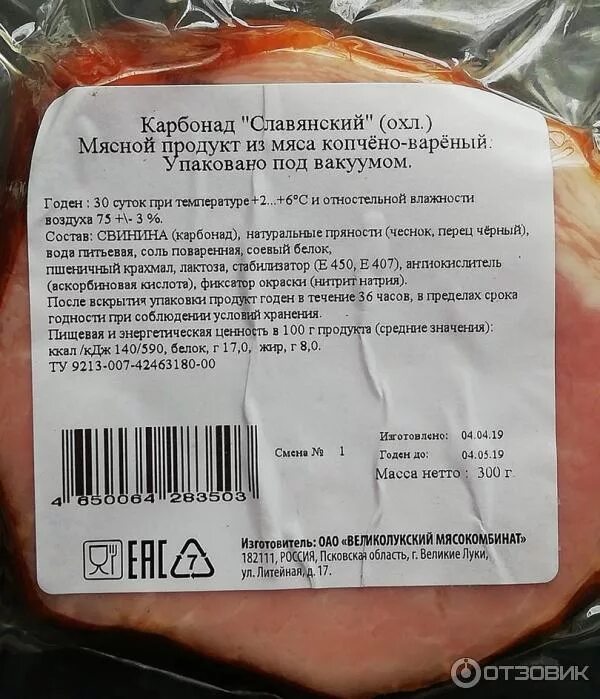 Карбонад "Славянский" (охл.)
Мясной продукт из мяса копчёно-варёный.
Упаковано под вакуумом.
Годен : 30 суток при температуре +2...+6°С и отностельной влажности
воздуха 75 +\- 3 %.
Состав: СВИНИНА (карбонад), натуральные пряности (чеснок, перец чёрный),
вода питьевая, соль поваренная, соевый белок,
пшеничный крахмал, лактоза, стабилизатор (Е 450, Е 407), антиокислитель
(аскорбиновая кислота), фиксатор окраски (нитрит натрия).
После вскрытия упаковки продукт годен в течение 36 часов, в пределах срока
годности при соблюдении условий хранения.
Пищевая и энергетическая ценность в 100 г продукта (средние значения):
ккал /кДж 140/590, белок, г 17,0, жир, г 8,0.
ТУ 9213-007-42463180-00
Смена № 1
Изготовлено: 04.04.19
Годен до: 04.05.19
Масса нетто : 300 г.
4 650064 283503
EAC 7
Изготовитель: ОАО «ВЕЛИКОЛУКСКИЙ МЯСОКОМБИНАТ»
182111, РОССИЯ, Псковская область, г. Великие Луки,
ул. Литейная, д. 17.
ОТЗОВИК